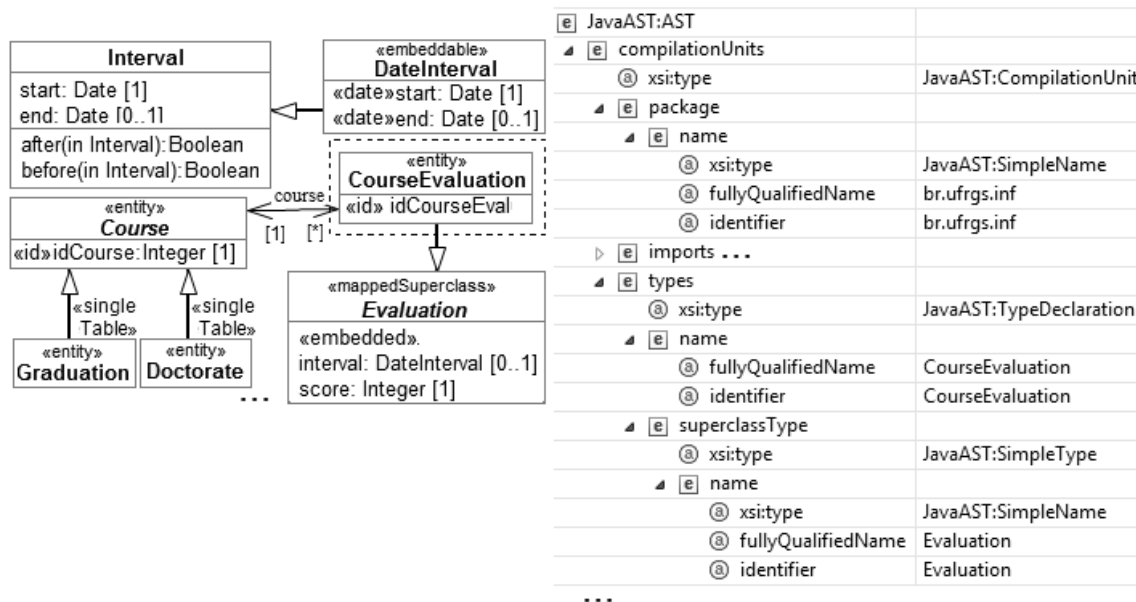 Interval
start: Date [1]
end: Date [0..1]
after(in Interval):Boolean
before(in Interval):Boolean
«embeddable»
DateInterval
«date»start: Date [1]
«date»end: Date [0..1]
«entity»
CourseEvaluation
«id» idCourseEval
course
[1] [*]
«entity»
Course
«id»idCourse:Integer [1]
«single
Table»
«single
Table»
«entity»
Graduation
«entity»
Doctorate
...
«mappedSuperclass»
Evaluation
«embedded».
interval: DateInterval [0..1]
score: Integer [1]
e JavaAST:AST
e compilationUnits
a xsi:type JavaAST:CompilationUnit
e package
e name
a xsi:type JavaAST:SimpleName
a fullyQualifiedName br.ufrgs.inf
a identifier br.ufrgs.inf
e imports ...
e types
a xsi:type JavaAST:TypeDeclaration
e name
a fullyQualifiedName CourseEvaluation
a identifier CourseEvaluation
e superclassType
a xsi:type JavaAST:SimpleType
e name
a xsi:type JavaAST:SimpleName
a fullyQualifiedName Evaluation
a identifier Evaluation
...